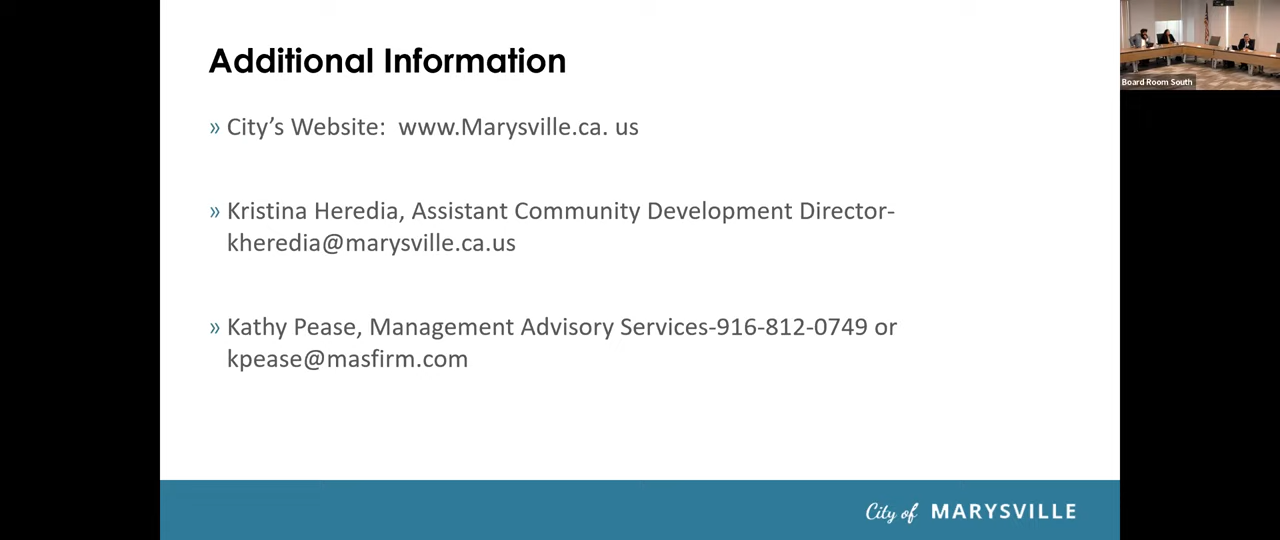 Additional Information
» City's Website:  www.Marysville.ca. us
» Kristina Heredia, Assistant Community Development Director-
kheredia@marysville.ca.us
» Kathy Pease, Management Advisory Services-916-812-0749 or
kpease@masfirm.com
City of MARYSVILLE
Board Room South